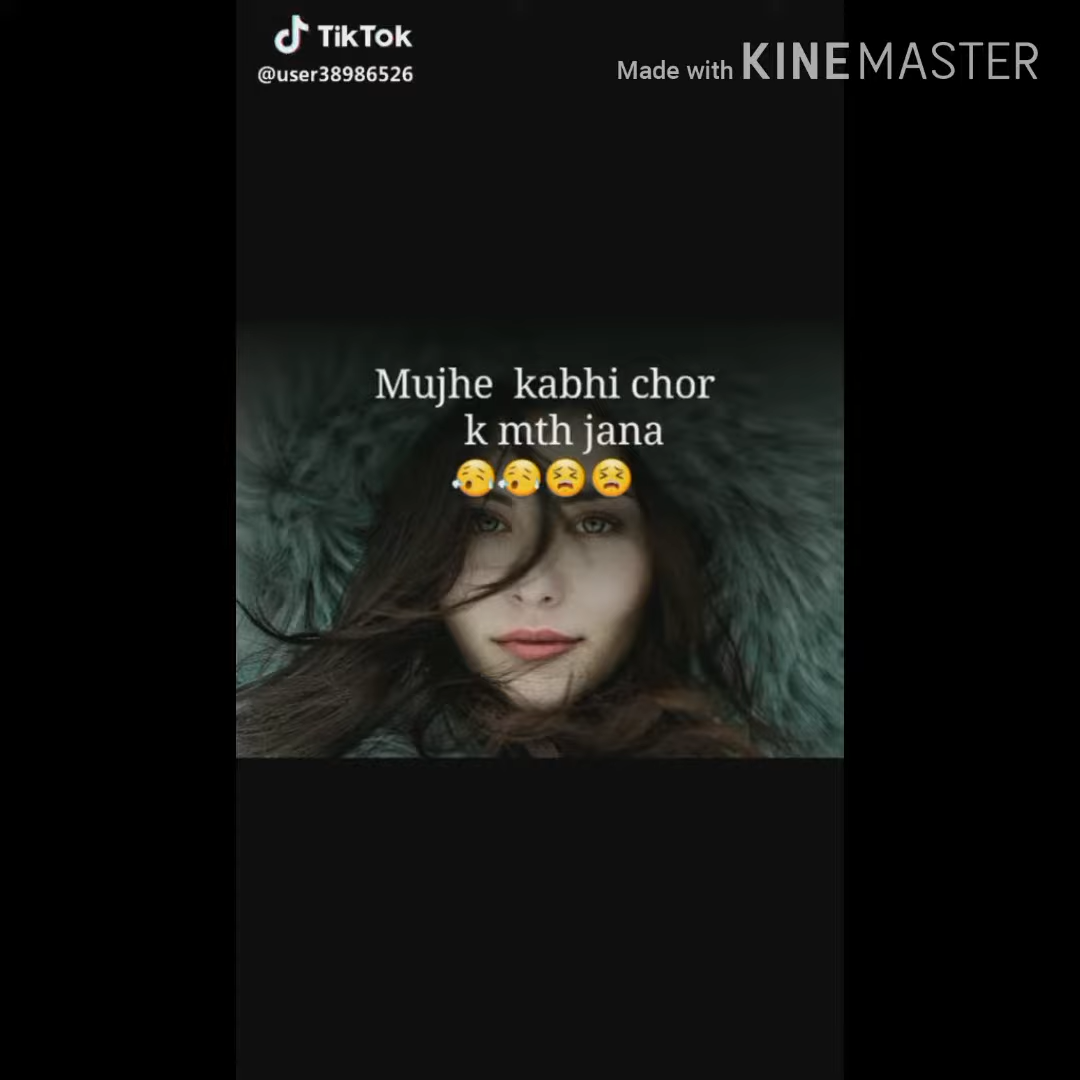 TikTok
@user38986526
Made with KINEMASTER
Mujhe kabhi chor
k mth jana
😥😥😣😣